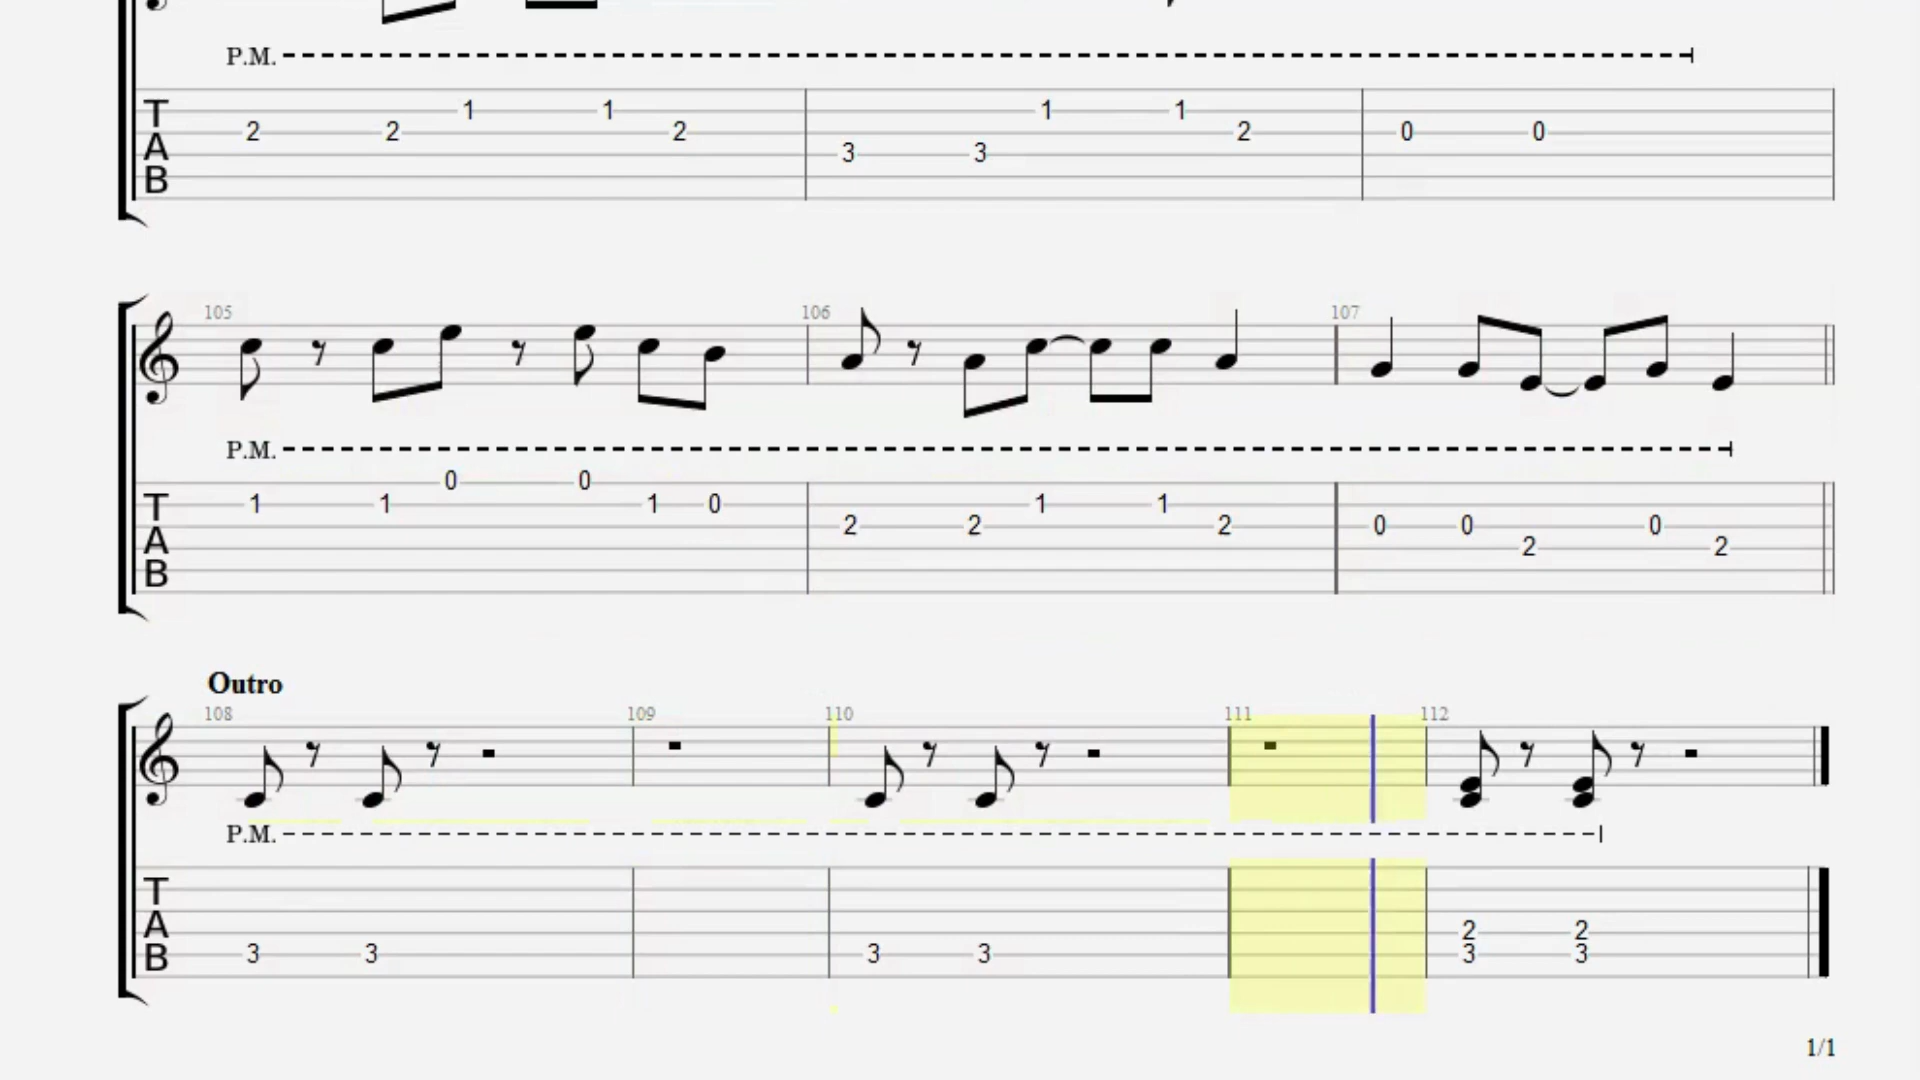 P.M.
T 2 2 1 1 2 3 3 1 1 2 0 0
A
B
105 106 107
P.M.
T 1 1 0 0 1 0 2 2 1 1 2 0 0 2 0 2
A
B
Outro
108 109 110 111 112
P.M.
T
A 2 2
B 3 3 3 3 3 3
1/1